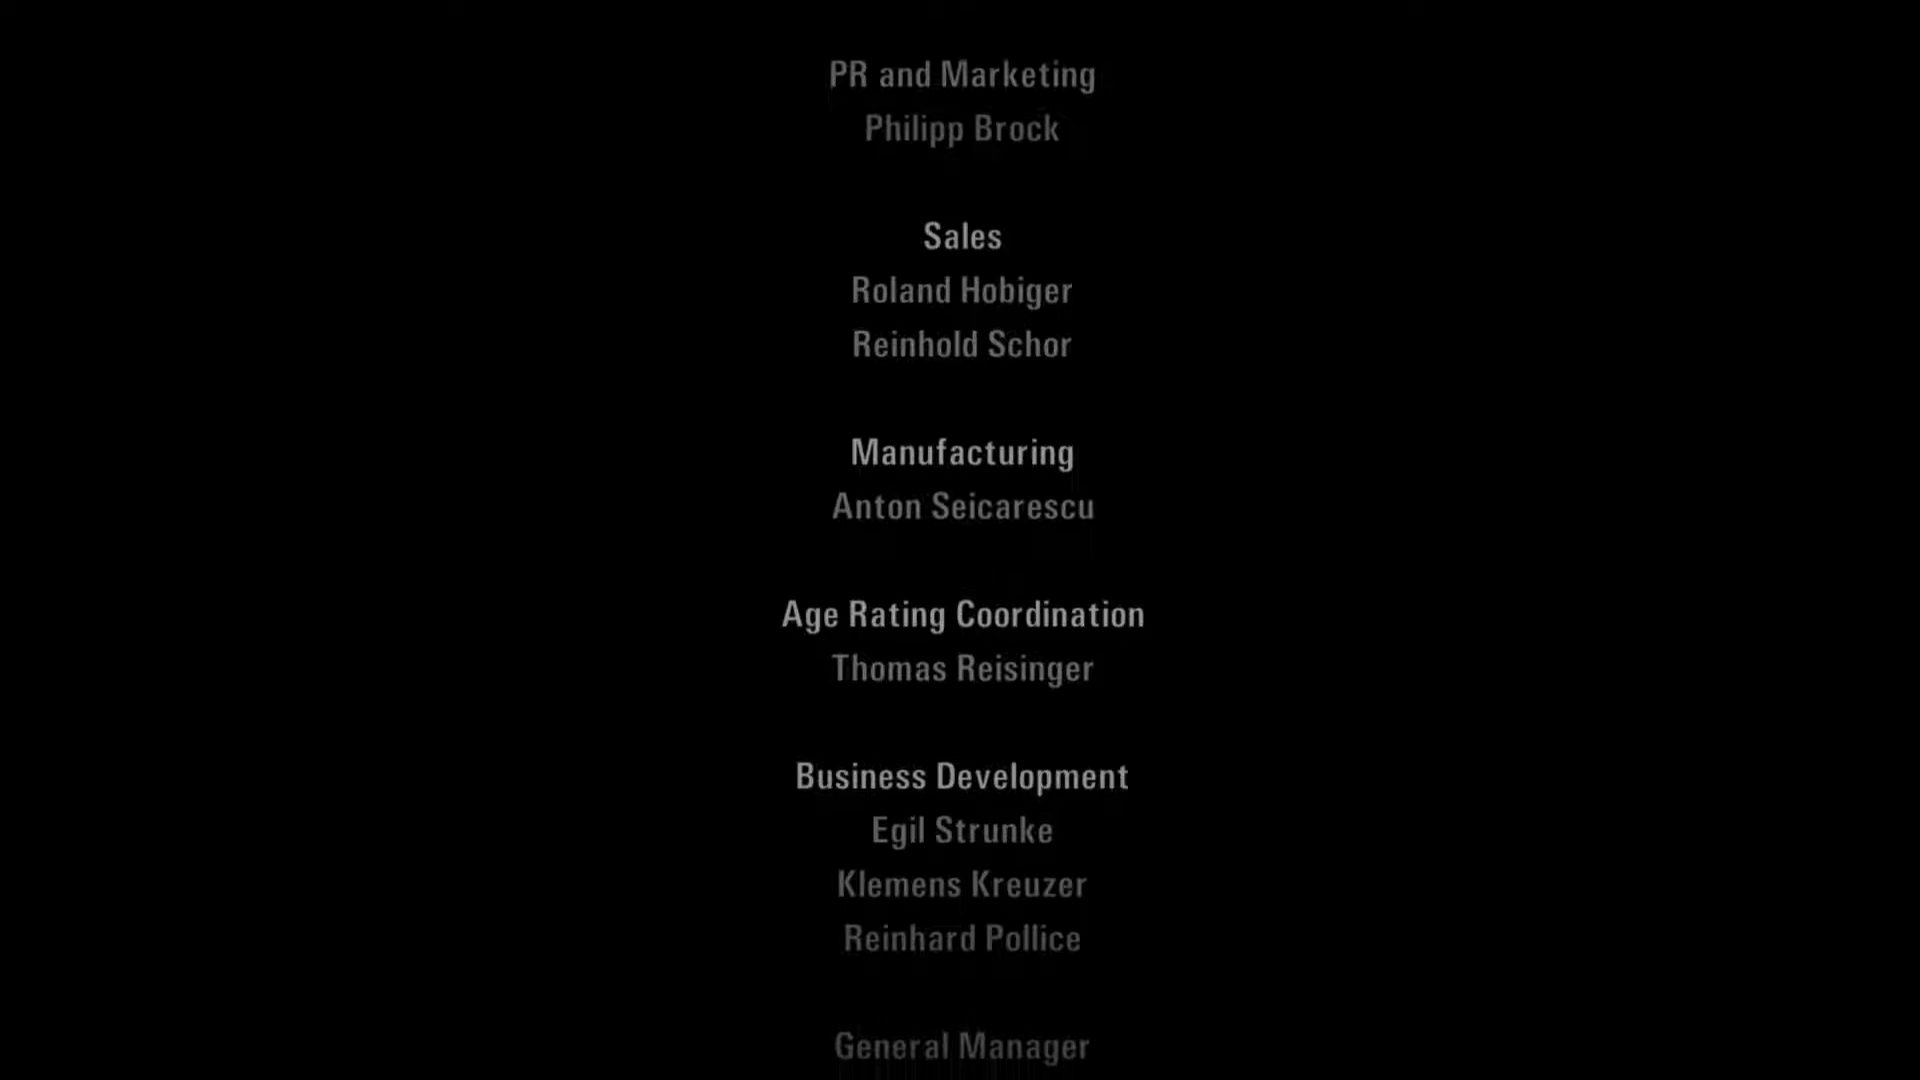 PR and Marketing
Philipp Brock
Sales
Roland Hobiger
Reinhold Schor
Manufacturing
Anton Seicarescu
Age Rating Coordination
Thomas Reisinger
Business Development
Egil Strunke
Klemens Kreuzer
Reinhard Pollice
General Manager